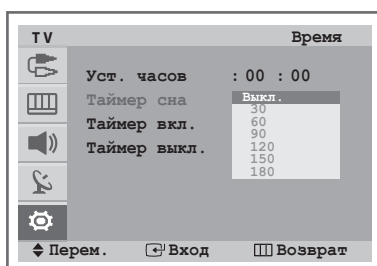 TV Время
Уст. часов : 00 : 00
Таймер сна Выкл.
30
Таймер вкл. 60
90
Таймер выкл. 120
150
180
Перем. Вход Возврат